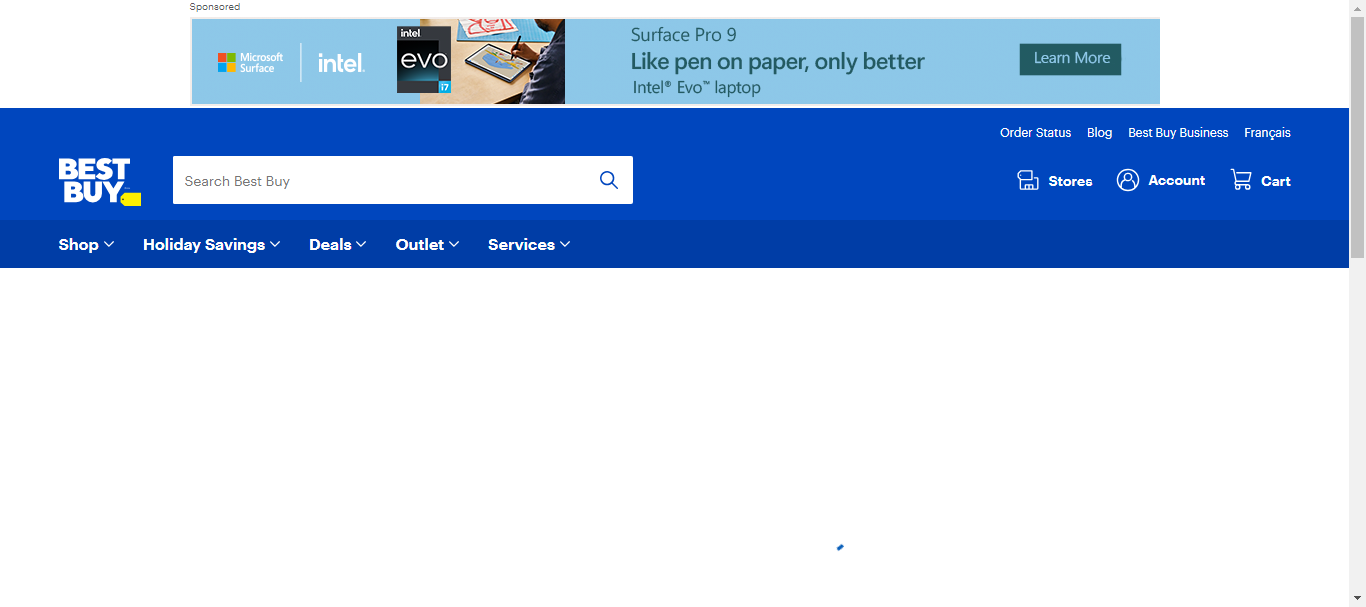 Sponsored
Microsoft
Surface
intel.
intel
evo
i7
Surface Pro 9
Like pen on paper, only better
Intel® Evo™ laptop
Learn More
Order Status Blog Best Buy Business Français
BEST
BUY
Search Best Buy
Stores Account Cart
Shop Holiday Savings Deals Outlet Services